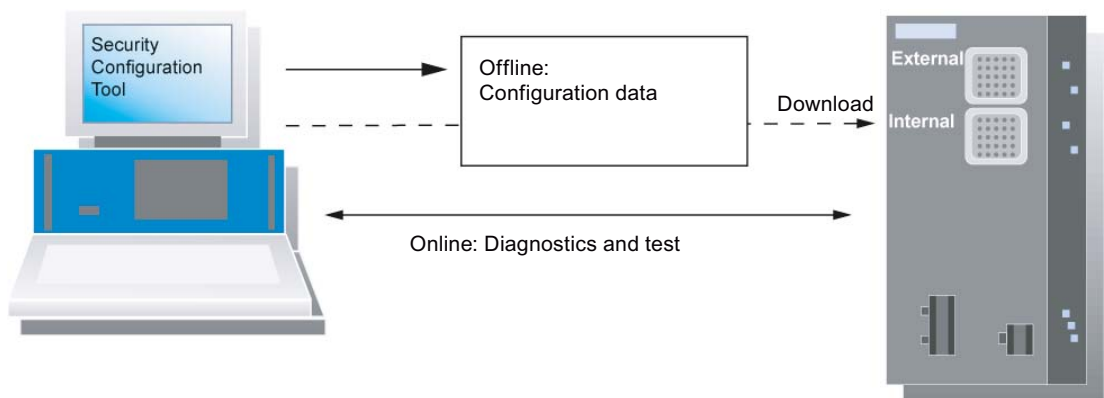 Security
Configuration
Tool
Offline:
Configuration data
Download
External
Internal
Online: Diagnostics and test